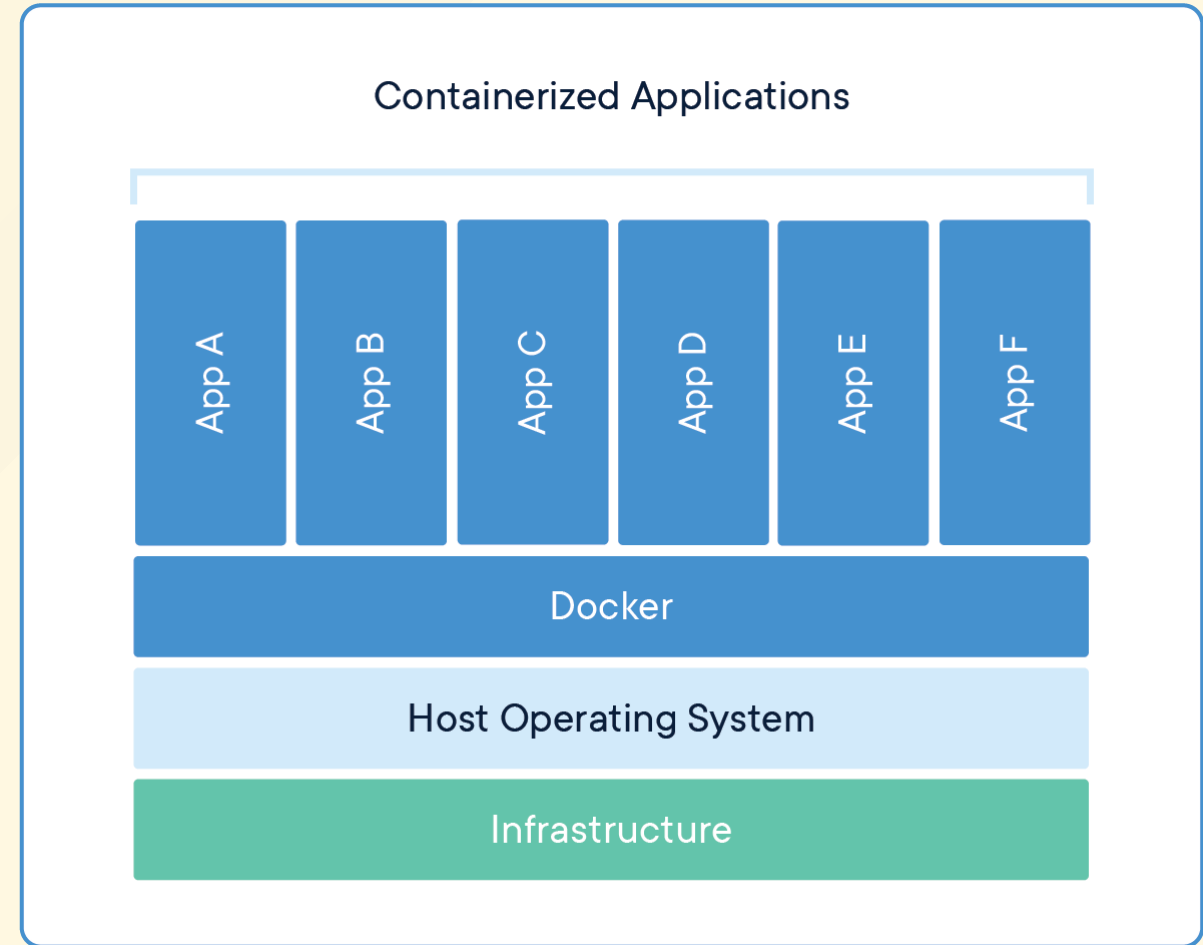 Containerized Applications
App A
App B
App C
App D
App E
App F
Docker
Host Operating System
Infrastructure